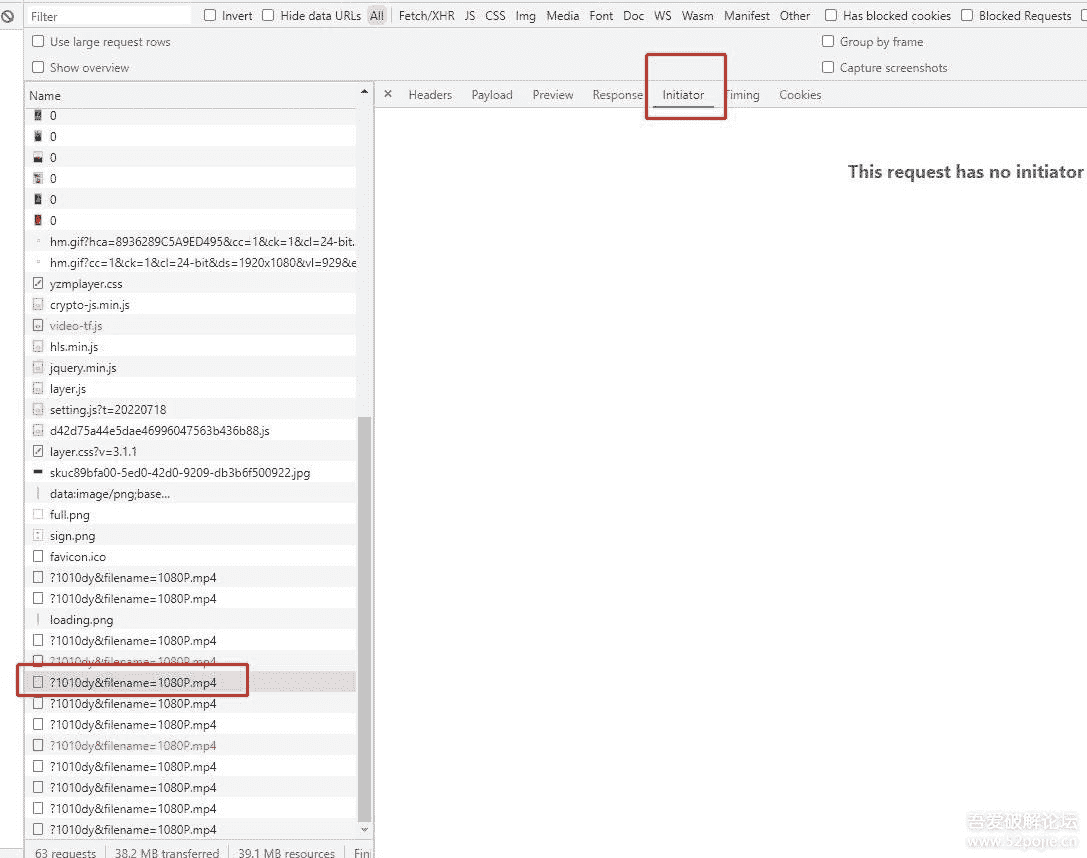 Filter Invert Hide data URLs All Fetch/XHR JS CSS Img Media Font Doc WS Wasm Manifest Other Has blocked cookies Blocked Requests
Use large request rows Group by frame
Show overview Capture screenshots
Name Headers Payload Preview Response Initiator Timing Cookies
This request has no initiator
0
0
0
0
0
0
hm.gif?hca=8936289C5A9ED495&cc=1&ck=1&cl=24-bit.
hm.gif?cc=1&ck=1&cl=24-bit&ds=1920x1080&vl=929&e
yzmplayer.css
crypto-js.min.js
video-tf.js
hls.min.js
jquery.min.js
layer.js
setting.js?t=20220718
d42d75a44e5dae46996047563b436b88.js
layer.css?v=3.1.1
skuc89bfa00-5ed0-42d0-9209-db3b6f500922.jpg
data:image/png;base...
full.png
sign.png
favicon.ico
?1010dy&filename=1080P.mp4
?1010dy&filename=1080P.mp4
loading.png
?1010dy&filename=1080P.mp4
?1010dy&filename=1080P.mp4
?1010dy&filename=1080P.mp4
?1010dy&filename=1080P.mp4
?1010dy&filename=1080P.mp4
?1010dy&filename=1080P.mp4
?1010dy&filename=1080P.mp4
?1010dy&filename=1080P.mp4
?1010dy&filename=1080P.mp4
?1010dy&filename=1080P.mp4
63 requests 38.2 MB transferred 39.1 MB resources Fin
吾爱破解论坛
www.52pojie.cn